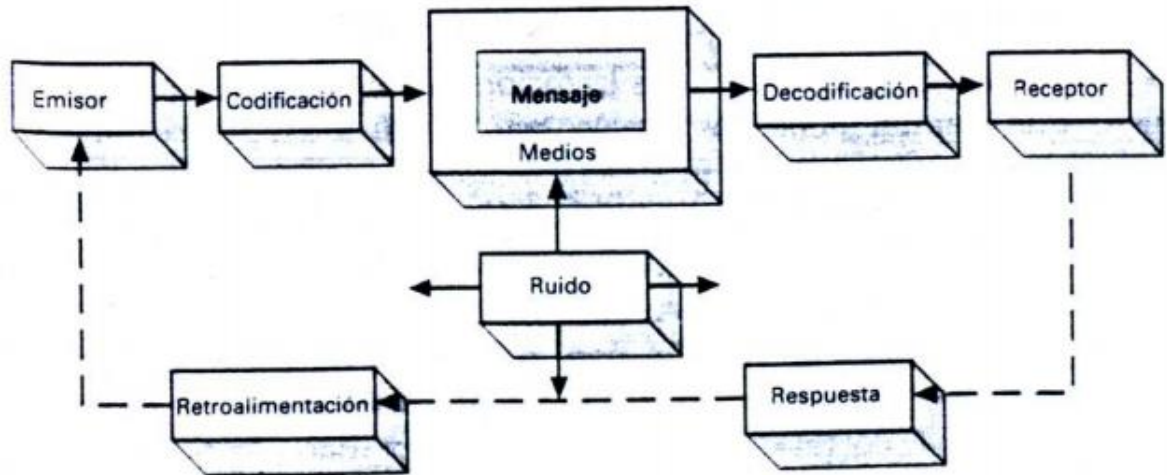 Emisor
Codificación
Mensaje
Medios
Decodificación
Receptor
Ruido
Retroalimentación
Respuesta